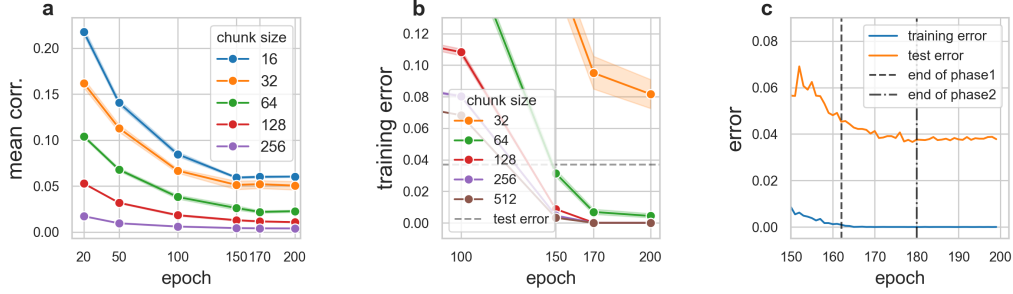 a
mean corr.
0.20
0.15
0.10
0.05
0.00
chunk size
16
32
64
128
256
20 50 100 150 170 200
epoch
b
training error
0.12
0.10
0.08
0.06
0.04
0.02
0.00
chunk size
32
64
128
256
512
test error
100 150 170 200
epoch
c
error
0.08
0.06
0.04
0.02
0.00
training error
test error
end of phase1
end of phase2
150 160 170 180 190 200
epoch